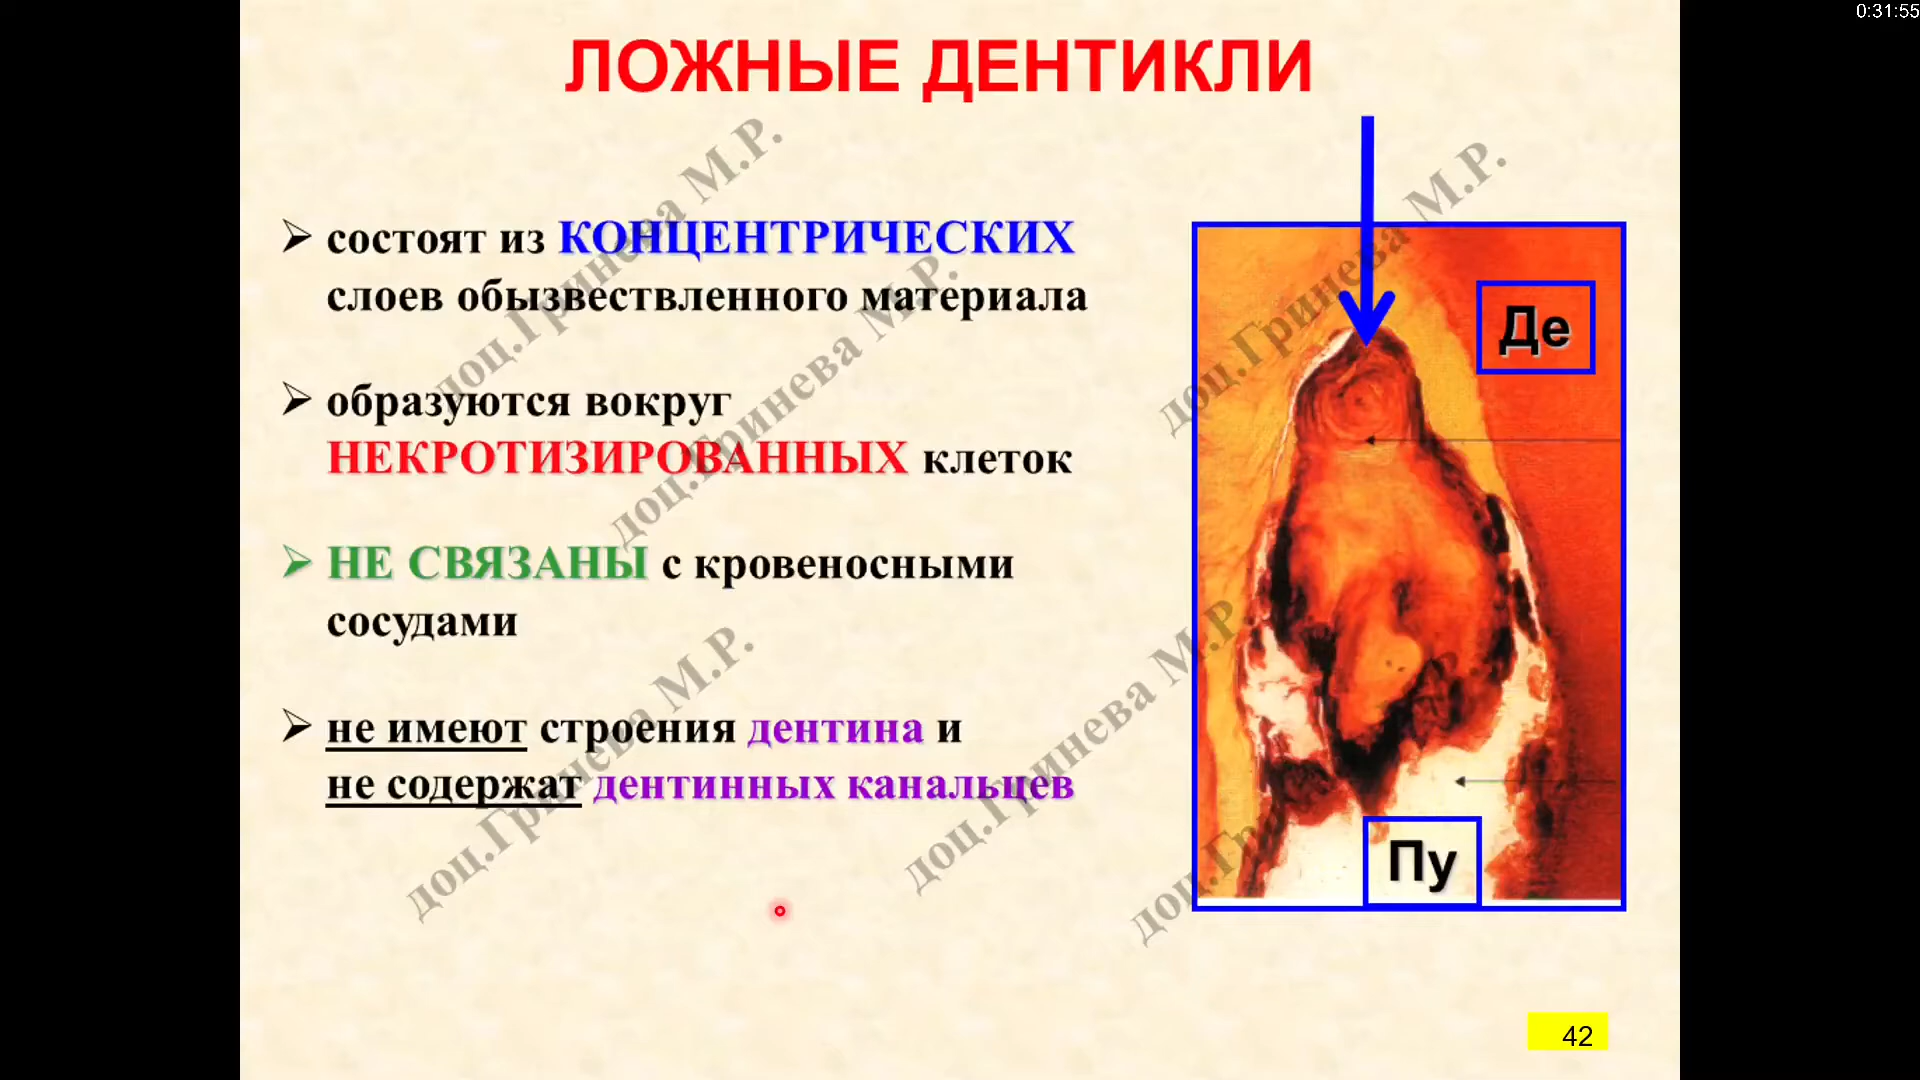 0:31:55
ЛОЖНЫЕ ДЕНТИКЛИ
состоят из КОНЦЕНТРИЧЕСКИХ
слоев обызвествленного материала
образуются вокруг
НЕКРОТИЗИРОВАННЫХ клеток
НЕ СВЯЗАНЫ с кровеносными
сосудами
не имеют строения дентина и
не содержат дентинных канальцев
Де
Пу
доц.Гринева М.Р.
доц.Гринева М.Р.
доц.Гринева М.Р.
доц.Гринева М.Р.
доц.Гринева М.Р.
42